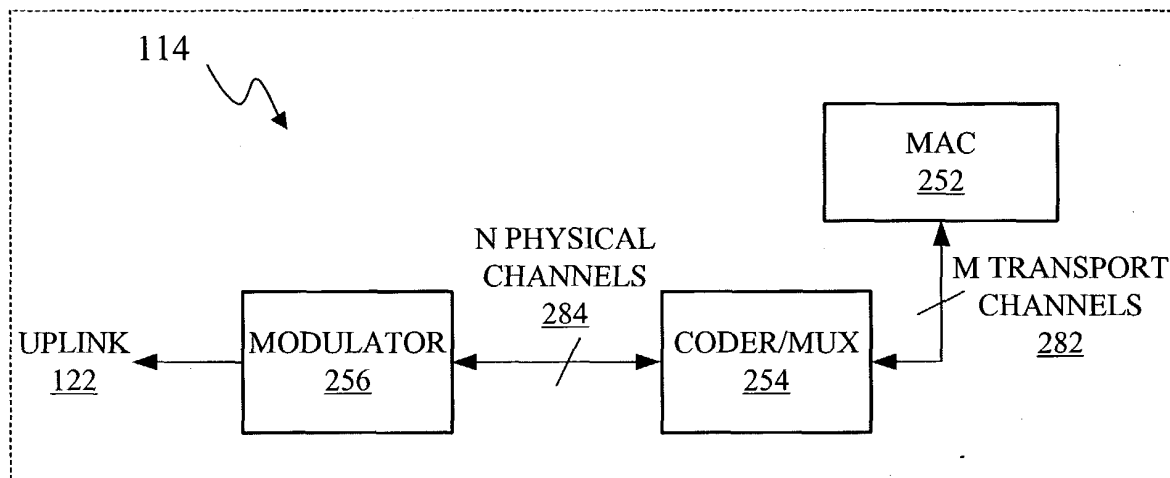 114
MAC
252
N PHYSICAL
CHANNELS
284
M TRANSPORT
CHANNELS
282
UPLINK
122
MODULATOR
256
CODER/MUX
254